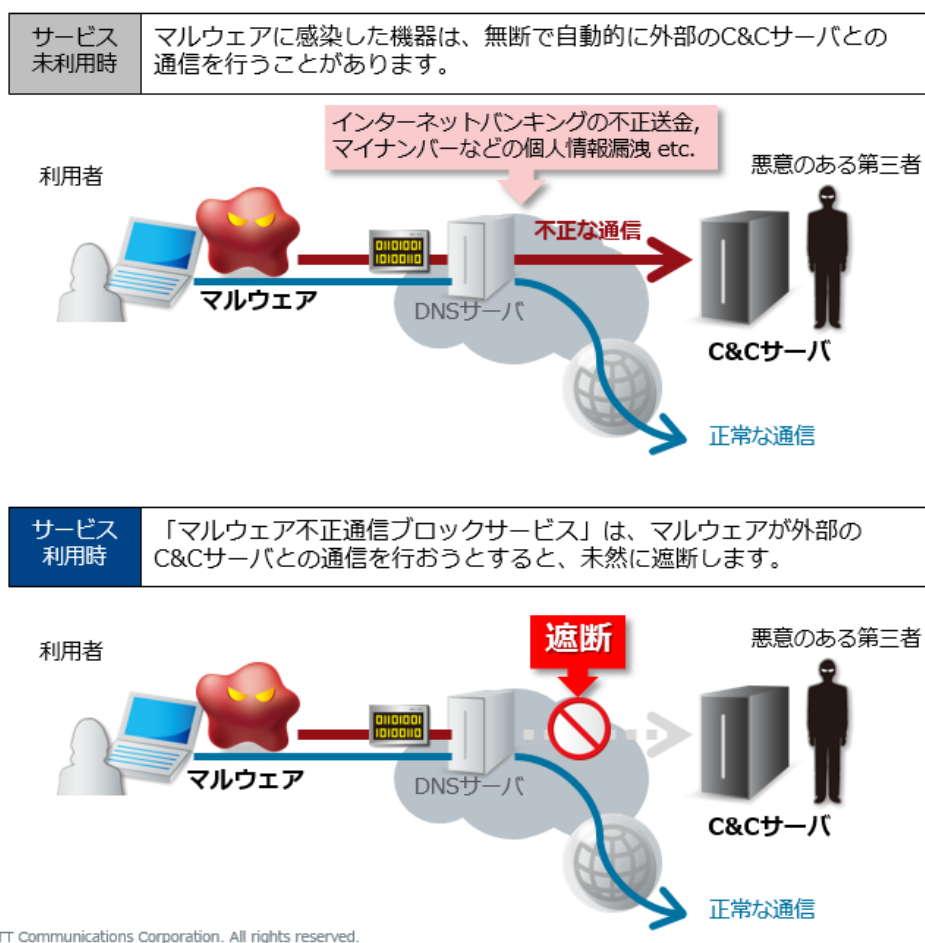 サービス
未利用時
マルウェアに感染した機器は、無断で自動的に外部のC&Cサーバとの
通信を行うことがあります。
インターネットバンキングの不正送金,
マイナンバーなどの個人情報漏洩 etc.
利用者
悪意のある第三者
不正な通信
01101001
10100110
マルウェア
DNSサーバ
C&Cサーバ
正常な通信
サービス
利用時
「マルウェア不正通信ブロックサービス」は、マルウェアが外部の
C&Cサーバとの通信を行おうとすると、未然に遮断します。
遮断
利用者
悪意のある第三者
01101001
10100110
マルウェア
DNSサーバ
C&Cサーバ
正常な通信
TT Communications Corporation. All rights reserved.